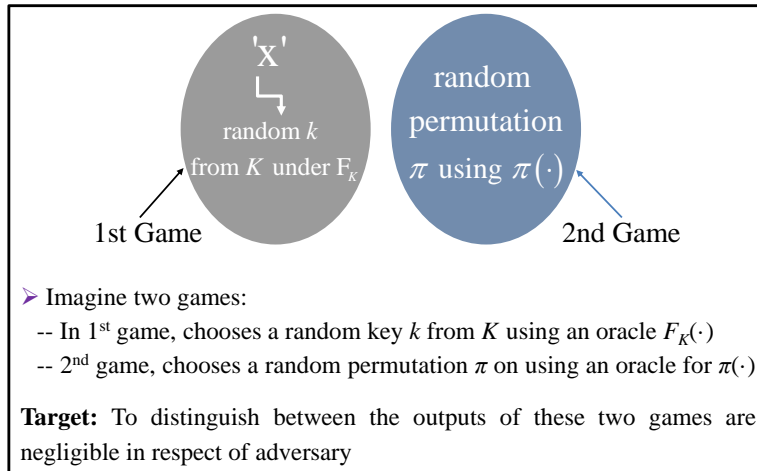 'X'
random k
from K under F_K
1st Game
random
permutation
π using π(·)
2nd Game
➢ Imagine two games:
-- In 1st game, chooses a random key k from K using an oracle F_K(·)
-- 2nd game, chooses a random permutation π on using an oracle for π(·)
Target: To distinguish between the outputs of these two games are
negligible in respect of adversary